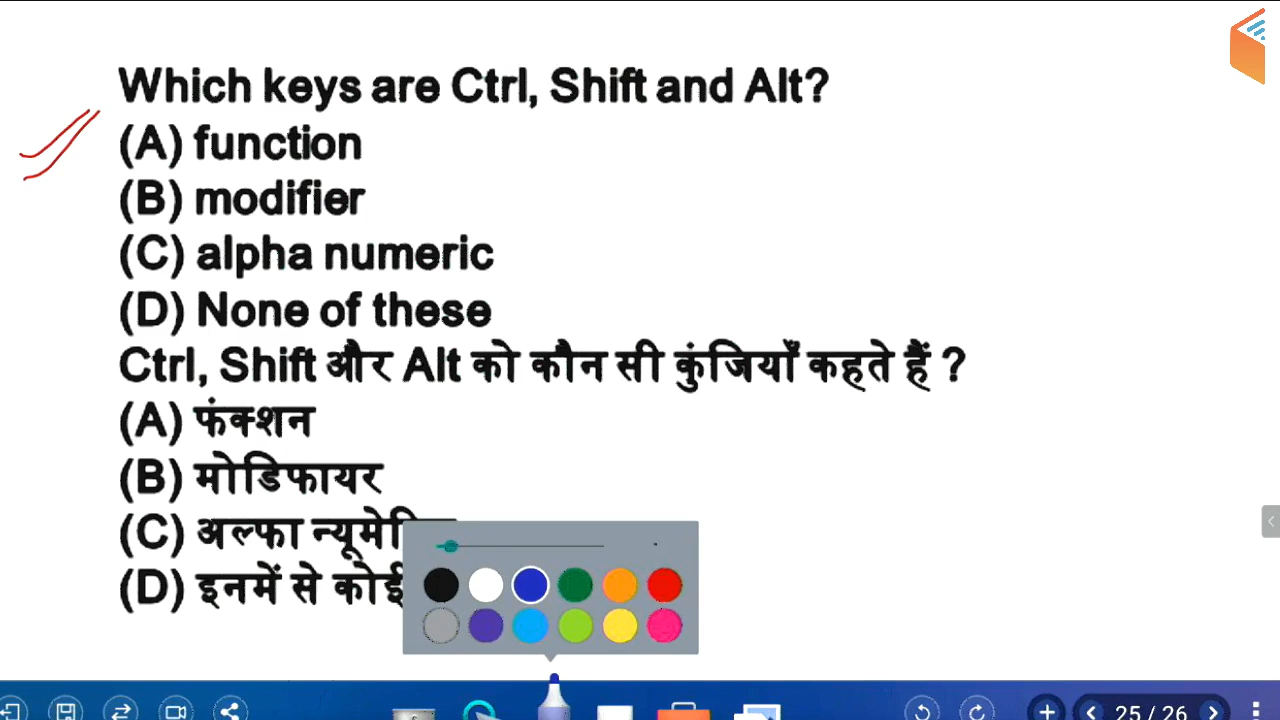 Which keys are Ctrl, Shift and Alt?
(A) function
(B) modifier
(C) alpha numeric
(D) None of these
Ctrl, Shift और Alt को कौन सी कुंजियाँ कहते हैं ?
(A) फंक्शन
(B) मोडिफायर
(C) अल्फा
(D) इनमें से कोई
25 / 26